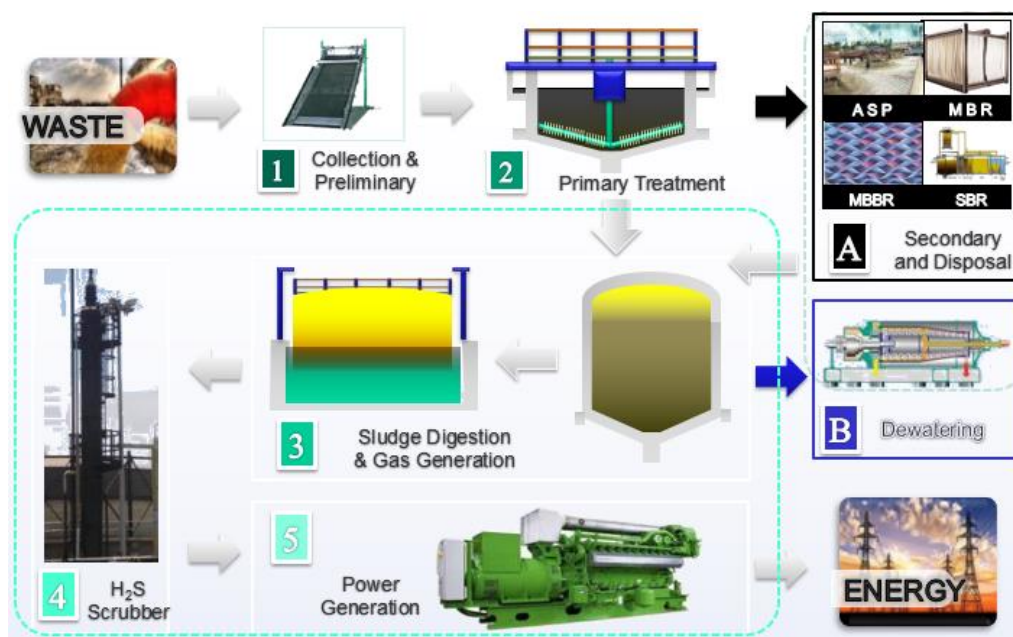 WASTE
1
Collection &
Preliminary
2
Primary Treatment
ASP
MBR
MBBR
SBR
A
Secondary
and Disposal
3
Sludge Digestion
& Gas Generation
B
Dewatering
4
H₂S
Scrubber
5
Power
Generation
ENERGY